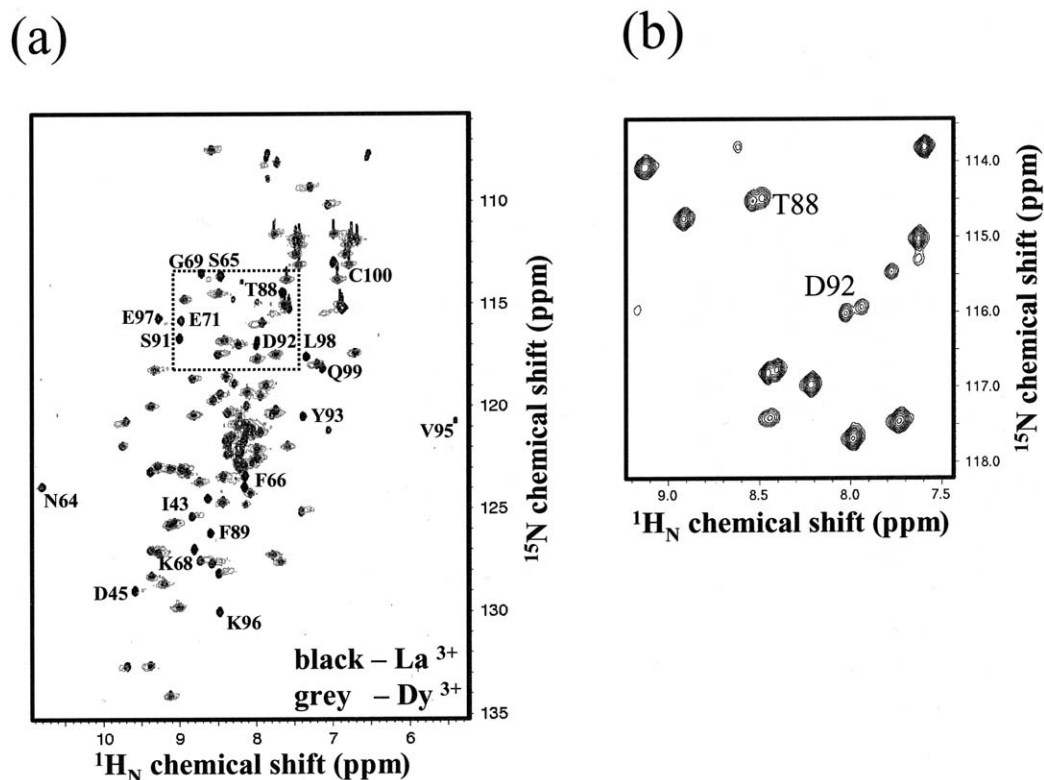 (a)
(b)
110
115
120
125
130
135
10 9 8 7 6
¹H_N chemical shift (ppm)
¹⁵N chemical shift (ppm)
G69 S65
C100
T88
E97 E71
S91 D92 L98
Q99
Y93
V95
F66
N64
I43
F89
K68
D45
K96
black – La ³⁺
grey – Dy ³⁺
T88
D92
114.0
115.0
116.0
117.0
118.0
9.0 8.5 8.0 7.5
¹H_N chemical shift (ppm)
¹⁵N chemical shift (ppm)